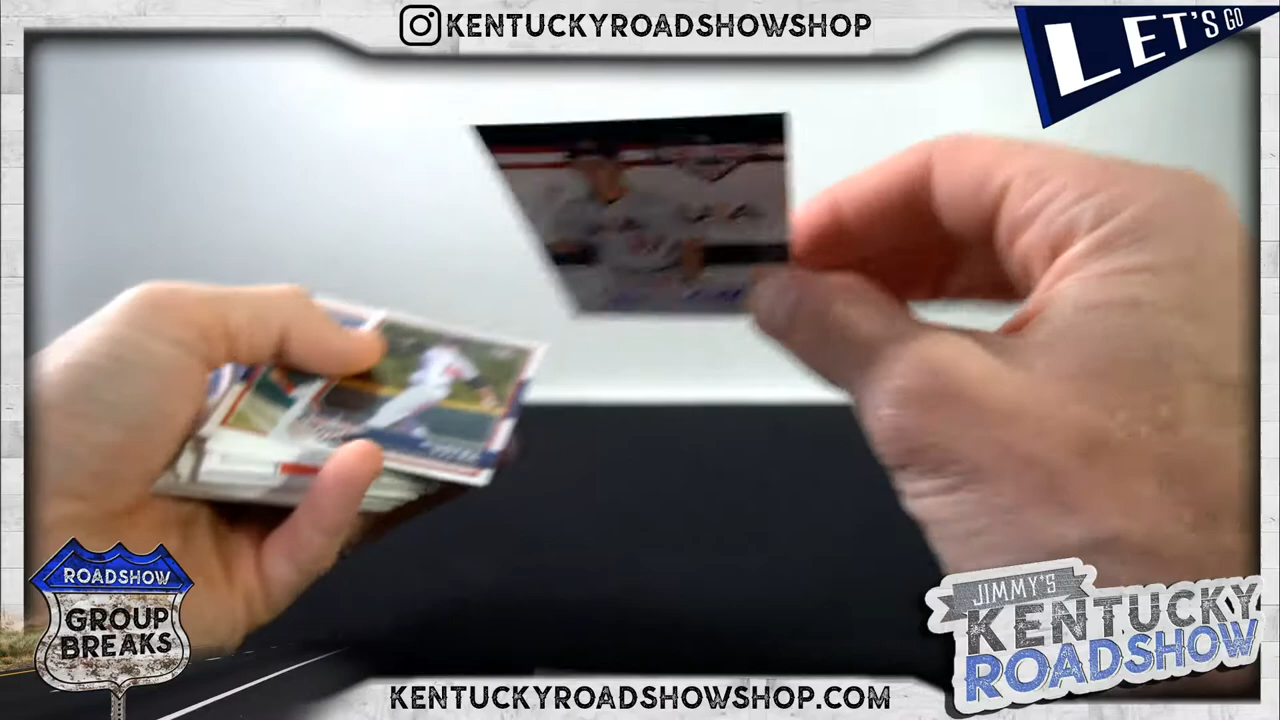 KENTUCKYROADSHOWSHOP
LET'S GO
ROADSHOW
GROUP
BREAKS
JIMMY'S
KENTUCKY
ROADSHOW
KENTUCKYROADSHOWSHOP.COM